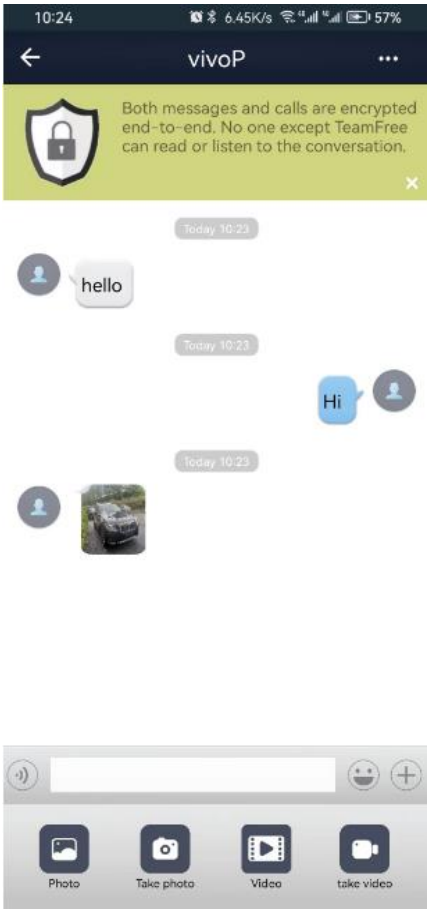 10:24 6.45K/s 57%
vivoP
Both messages and calls are encrypted
end-to-end. No one except TeamFree
can read or listen to the conversation.
Today 10:23
hello
Today 10:23
Hi
Today 10:23
Photo Take photo Video take video